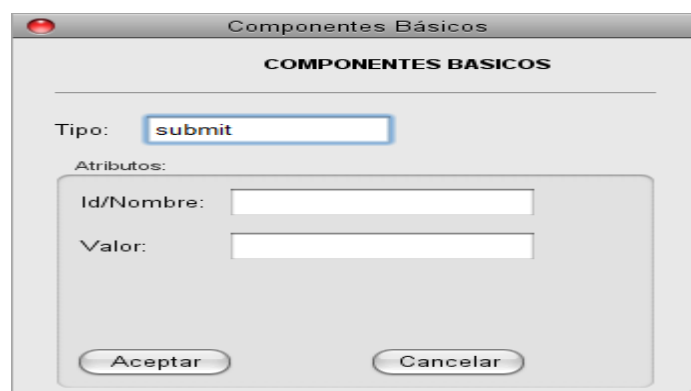 Componentes Básicos
COMPONENTES BASICOS
Tipo: submit
Atributos:
Id/Nombre:
Valor:
Aceptar Cancelar